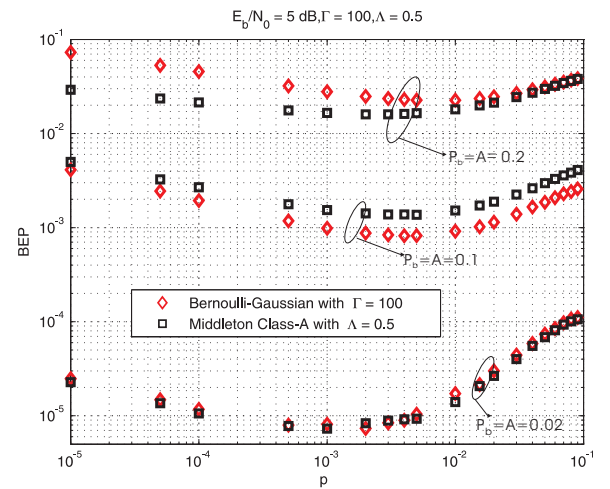 E_b/N_0 = 5 dB,Γ = 100,Λ = 0.5
10^-1
10^-2
P_b=A= 0.2
BEP
10^-3
P_b=A=0.1
Bernoulli-Gaussian with Γ = 100
Middleton Class-A with Λ = 0.5
10^-4
10^-5
P_b=A=0.02
10^-5 10^-4 10^-3 10^-2 10^-1
p